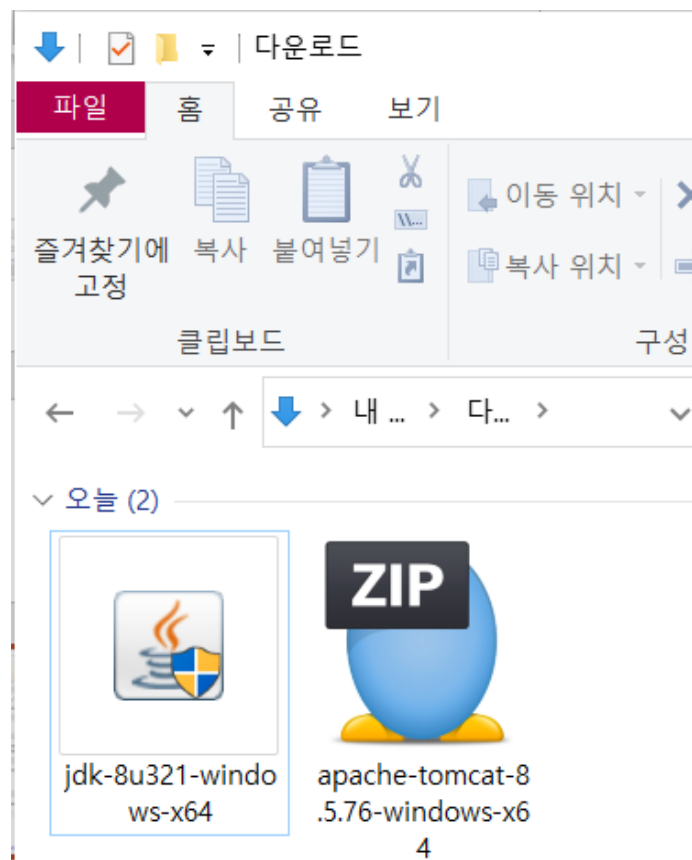 다운로드
파일 홈 공유 보기
즐겨찾기에
고정
복사
붙여넣기
이동 위치
복사 위치
클립보드
구성
내 ...
다...
오늘 (2)
ZIP
jdk-8u321-windo
ws-x64
apache-tomcat-8
.5.76-windows-x6
4